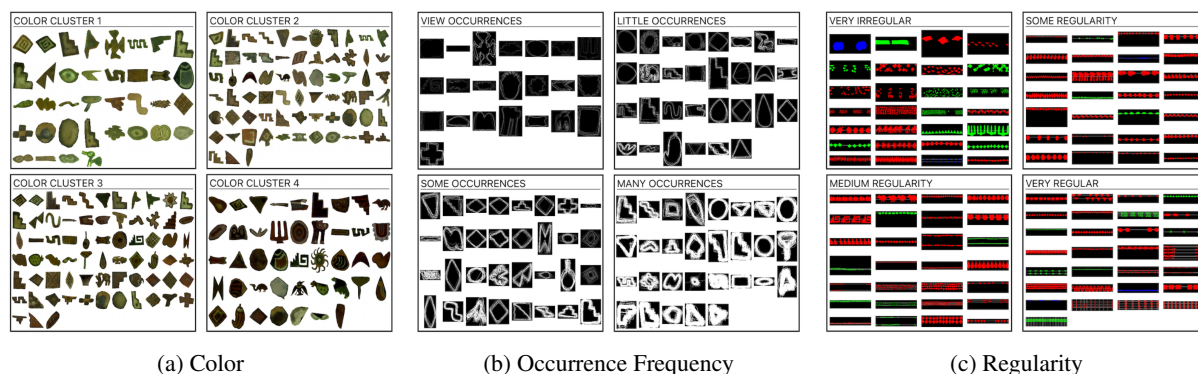 COLOR CLUSTER 1
COLOR CLUSTER 2
COLOR CLUSTER 3
COLOR CLUSTER 4
(a) Color
VIEW OCCURRENCES
LITTLE OCCURRENCES
SOME OCCURRENCES
MANY OCCURRENCES
(b) Occurrence Frequency
VERY IRREGULAR
SOME REGULARITY
MEDIUM REGULARITY
VERY REGULAR
(c) Regularity